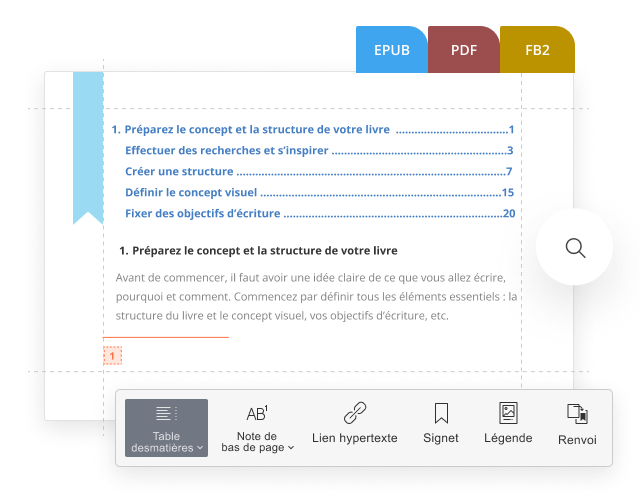 EPUB PDF FB2
1. Préparez le concept et la structure de votre livre ...................................1
Effectuer des recherches et s’inspirer .......................................................3
Créer une structure ....................................................................................7
Définir le concept visuel ...........................................................................15
Fixer des objectifs d’écriture ....................................................................20
1. Préparez le concept et la structure de votre livre
Avant de commencer, il faut avoir une idée claire de ce que vous allez écrire,
pourquoi et comment. Commencez par définir tous les éléments essentiels : la
structure du livre et le concept visuel, vos objectifs d’écriture, etc.
1
AB¹
Table
desmatières
Note de
bas de page
Lien hypertexte
Signet
Légende
Renvoi